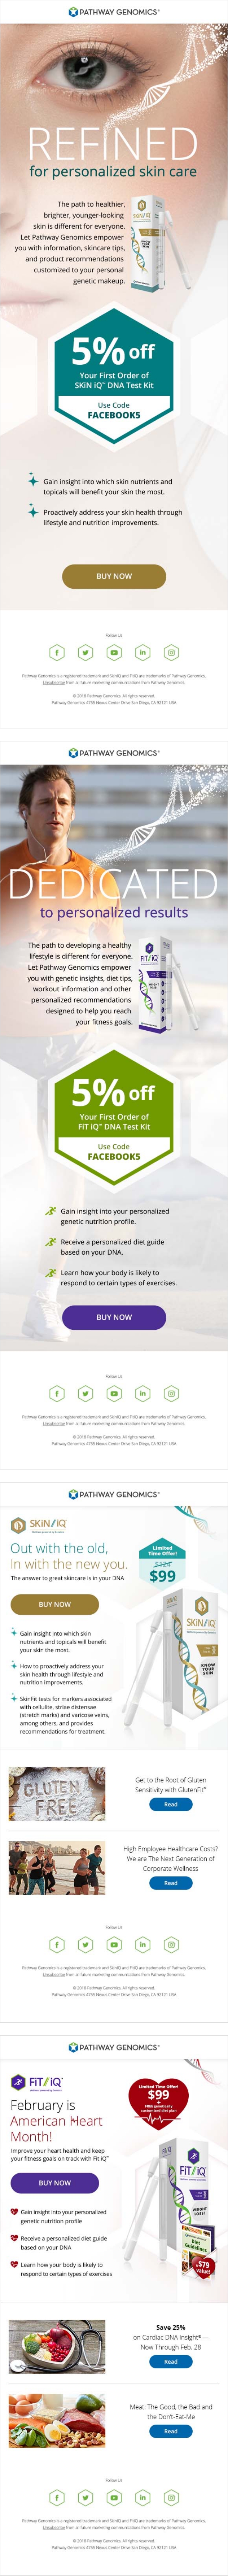 PATHWAY GENOMICS®
REFINED
for personalized skin care
The path to healthier,
brighter, younger-looking
skin is different for everyone.
Let Pathway Genomics empower
you with information, skincare tips,
and product recommendations
customized to your personal
genetic makeup.
SKIN/iQ
5% off
Your First Order of
SKiN iQ™ DNA Test Kit
Use Code
FACEBOOK5
Gain insight into which skin nutrients and
topicals will benefit your skin the most.
Proactively address your skin health through
lifestyle and nutrition improvements.
BUY NOW
Follow Us
Pathway Genomics is a registered trademark and SkiniQ and FitiQ are trademarks of Pathway Genomics.
Unsubscribe from all future marketing communications from Pathway Genomics.
© 2018 Pathway Genomics. All rights reserved.
Pathway Genomics 4755 Nexus Center Drive San Diego, CA 92121 USA
PATHWAY GENOMICS®
DEDICATED
to personalized results
The path to developing a healthy
lifestyle is different for everyone.
Let Pathway Genomics empower
you with genetic insights, diet tips,
workout information and other
personalized recommendations
designed to help you reach
your fitness goals.
FiT/iQ
5% off
Your First Order of
FiT iQ™ DNA Test Kit
Use Code
FACEBOOK5
Gain insight into your personalized
genetic nutrition profile.
Receive a personalized diet guide
based on your DNA.
Learn how your body is likely to
respond to certain types of exercises.
BUY NOW
Follow Us
Pathway Genomics is a registered trademark and SkiniQ and FitiQ are trademarks of Pathway Genomics.
Unsubscribe from all future marketing communications from Pathway Genomics.
© 2018 Pathway Genomics. All rights reserved.
Pathway Genomics 4755 Nexus Center Drive San Diego, CA 92121 USA
PATHWAY GENOMICS®
SKiN/iQ
Out with the old,
In with the new you.
The answer to great skincare is in your DNA
Limited
Time Offer!
$124
$99
BUY NOW
Gain insight into which skin
nutrients and topicals will benefit
your skin the most.
How to proactively address your
skin health through lifestyle and
nutrition improvements.
SkinFit tests for markers associated
with cellulite, striae distensae
(stretch marks) and varicose veins,
among others, and provides
recommendations for treatment.
SKIN/iQ
KNOW
YOUR
SKIN
GLUTEN
FREE
Get to the Root of Gluten
Sensitivity with GlutenFit™
Read
High Employee Healthcare Costs?
We are The Next Generation of
Corporate Wellness
Read
Follow Us
Pathway Genomics is a registered trademark and SkiniQ and FitiQ are trademarks of Pathway Genomics.
Unsubscribe from all future marketing communications from Pathway Genomics.
© 2018 Pathway Genomics. All rights reserved.
Pathway Genomics 4755 Nexus Center Drive San Diego, CA 92121 USA
PATHWAY GENOMICS®
FiT/iQ
February is
American Heart
Month!
Improve your heart health and keep
your fitness goals on track with Fit iQ™
Limited Time Offer!
$99
+
FREE genetically
customized diet plan
BUY NOW
Gain insight into your personalized
genetic nutrition profile
Receive a personalized diet guide
based on your DNA
Learn how your body is likely to
respond to certain types of exercises
FiT/iQ
Diet
Guidelines
$79
Value!
Save 25%
on Cardiac DNA Insight® —
Now Through Feb. 28
Read
Meat: The Good, the Bad and
the Don't-Eat-Me
Read
Follow Us
Pathway Genomics is a registered trademark and SkiniQ and FitiQ are trademarks of Pathway Genomics.
Unsubscribe from all future marketing communications from Pathway Genomics.
© 2018 Pathway Genomics. All rights reserved.
Pathway Genomics 4755 Nexus Center Drive San Diego, CA 92121 USA